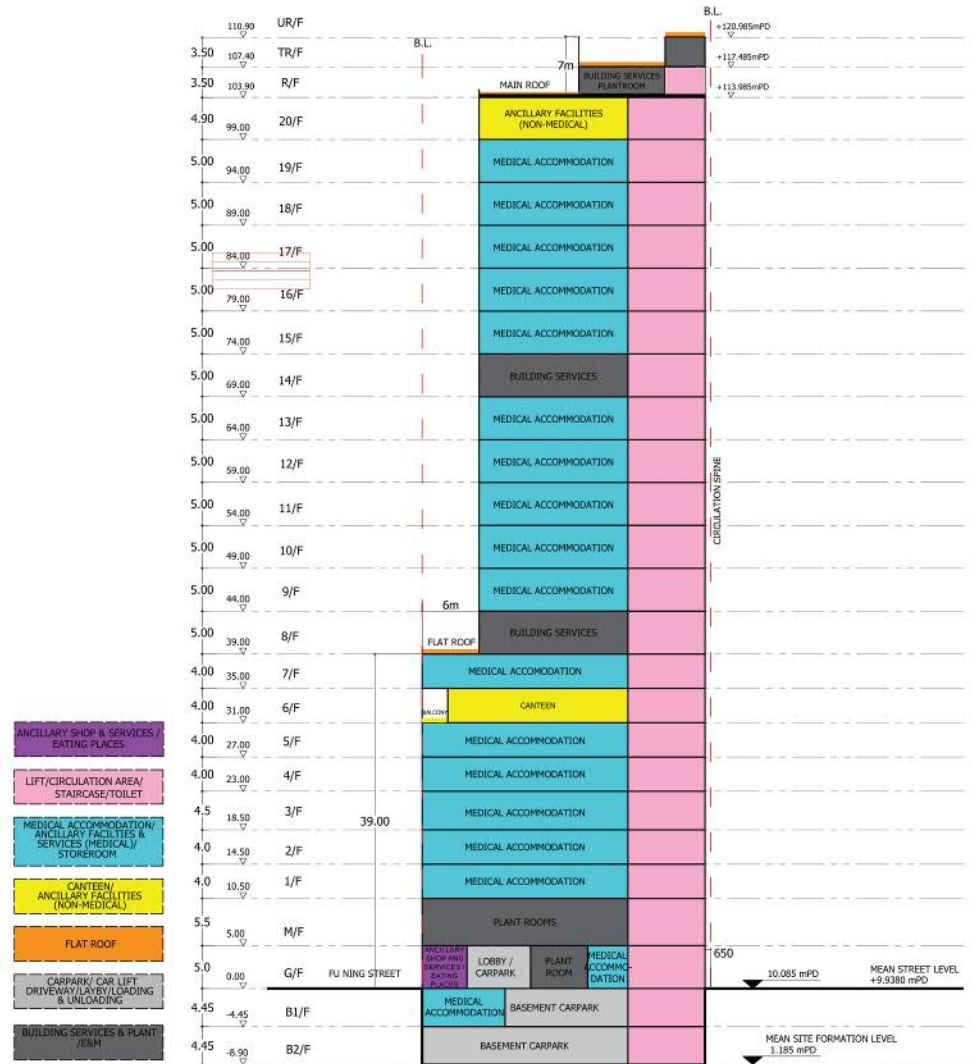 B.L.
110.90 UR/F +120.985mPD
B.L.
3.50 107.40 TR/F 7m +117.485mPD
3.50 103.90 R/F MAIN ROOF BUILDING SERVICES PLANTROOM +113.985mPD
4.90 99.00 20/F ANCILLARY FACILITIES (NON-MEDICAL)
5.00 94.00 19/F MEDICAL ACCOMMODATION
5.00 89.00 18/F MEDICAL ACCOMMODATION
5.00 84.00 17/F MEDICAL ACCOMMODATION
5.00 79.00 16/F MEDICAL ACCOMMODATION
5.00 74.00 15/F MEDICAL ACCOMMODATION
5.00 69.00 14/F BUILDING SERVICES
5.00 64.00 13/F MEDICAL ACCOMMODATION
5.00 59.00 12/F MEDICAL ACCOMMODATION
5.00 54.00 11/F MEDICAL ACCOMMODATION
CIRCULATION SPINE
5.00 49.00 10/F MEDICAL ACCOMMODATION
5.00 44.00 9/F MEDICAL ACCOMMODATION
6m
5.00 39.00 8/F FLAT ROOF BUILDING SERVICES
4.00 35.00 7/F MEDICAL ACCOMODATION
4.00 31.00 6/F BALCONY CANTEEN
4.00 27.00 5/F MEDICAL ACCOMMODATION
4.00 23.00 4/F MEDICAL ACCOMMODATION
4.5 18.50 3/F 39.00 MEDICAL ACCOMMODATION
4.0 14.50 2/F MEDICAL ACCOMMODATION
4.0 10.50 1/F MEDICAL ACCOMMODATION
5.5 5.00 M/F PLANT ROOMS
5.0 0.00 G/F FU NING STREET
ANCILLARY
SHOP AND
SERVICES /
EATING
PLACES
LOBBY /
CARPARK
PLANT
ROOM
MEDICAL
ACCOMMO-
DATION
650
10.085 mPD
MEAN STREET LEVEL
+9.9380 mPD
4.45 -4.45 B1/F
MEDICAL
ACCOMMODATION
BASEMENT CARPARK
4.45 -8.90 B2/F BASEMENT CARPARK
MEAN SITE FORMATION LEVEL
1.185 mPD
ANCILLARY SHOP & SERVICES /
EATING PLACES
LIFT/CIRCULATION AREA/
STAIRCASE/TOILET
MEDICAL ACCOMMODATION/
ANCILLARY FACILTIES &
SERVICES (MEDICAL)/
STOREROOM
CANTEEN/
ANCILLARY FACILITIES
(NON-MEDICAL)
FLAT ROOF
CARPARK/ CAR LIFT
DRIVEWAY/LAYBY/LOADING
& UNLOADING
BUILDING SERVICES & PLANT
/E&M